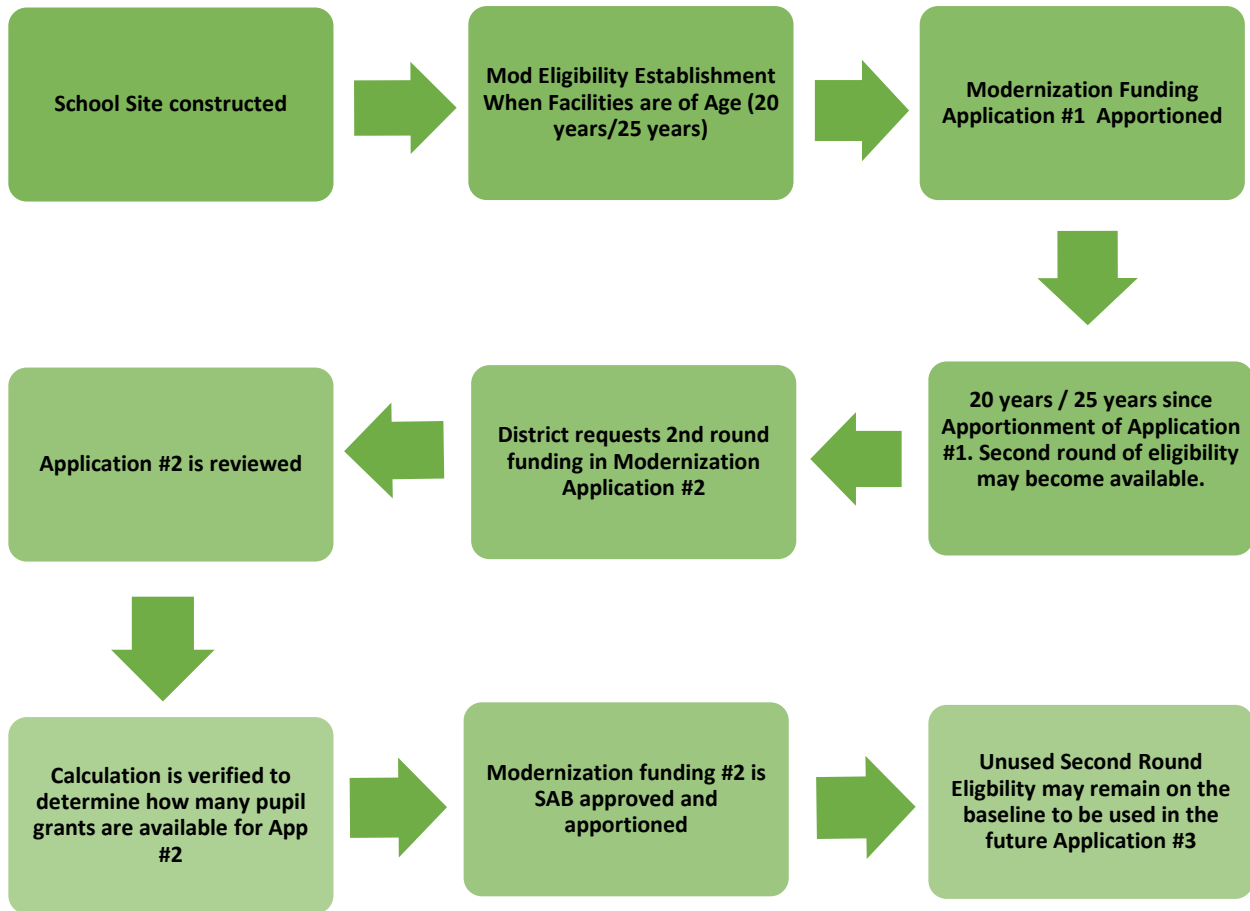 School Site constructed
Mod Eligibility Establishment
When Facilities are of Age (20
years/25 years)
Modernization Funding
Application #1 Apportioned
20 years / 25 years since
Apportionment of Application
#1. Second round of eligibility
may become available.
District requests 2nd round
funding in Modernization
Application #2
Application #2 is reviewed
Calculation is verified to
determine how many pupil
grants are available for App
#2
Modernization funding #2 is
SAB approved and
apportioned
Unused Second Round
Eligbility may remain on the
baseline to be used in the
future Application #3